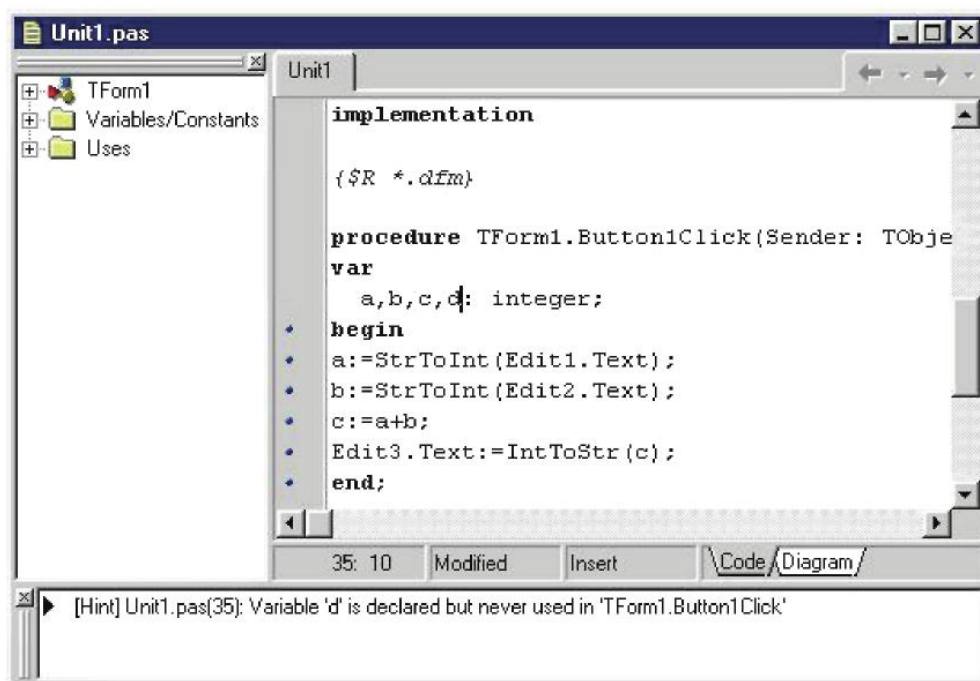 Unit1.pas
TForm1
Variables/Constants
Uses
Unit1
implementation
{$R *.dfm}
procedure TForm1.Button1Click(Sender: TObje
var
a,b,c,d: integer;
begin
a:=StrToInt(Edit1.Text);
b:=StrToInt(Edit2.Text);
c:=a+b;
Edit3.Text:=IntToStr(c);
end;
35: 10 Modified Insert Code Diagram
[Hint] Unit1.pas(35): Variable 'd' is declared but never used in 'TForm1.Button1Click'